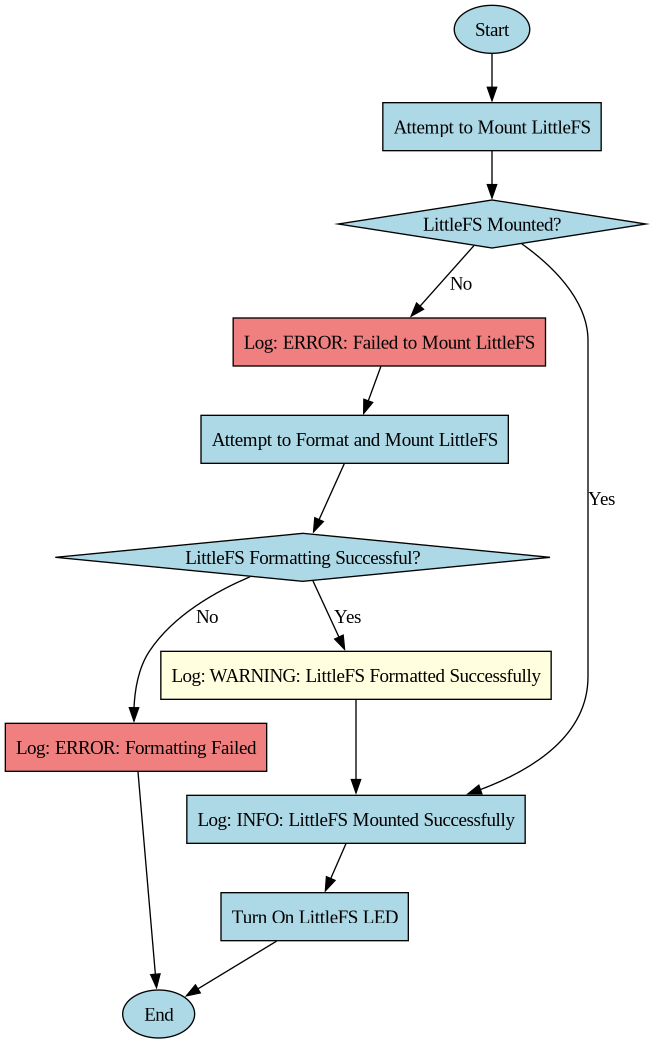 Start
Attempt to Mount LittleFS
LittleFS Mounted?
No
Log: ERROR: Failed to Mount LittleFS
Attempt to Format and Mount LittleFS
Yes
LittleFS Formatting Successful?
No
Yes
Log: WARNING: LittleFS Formatted Successfully
Log: ERROR: Formatting Failed
Log: INFO: LittleFS Mounted Successfully
Turn On LittleFS LED
End